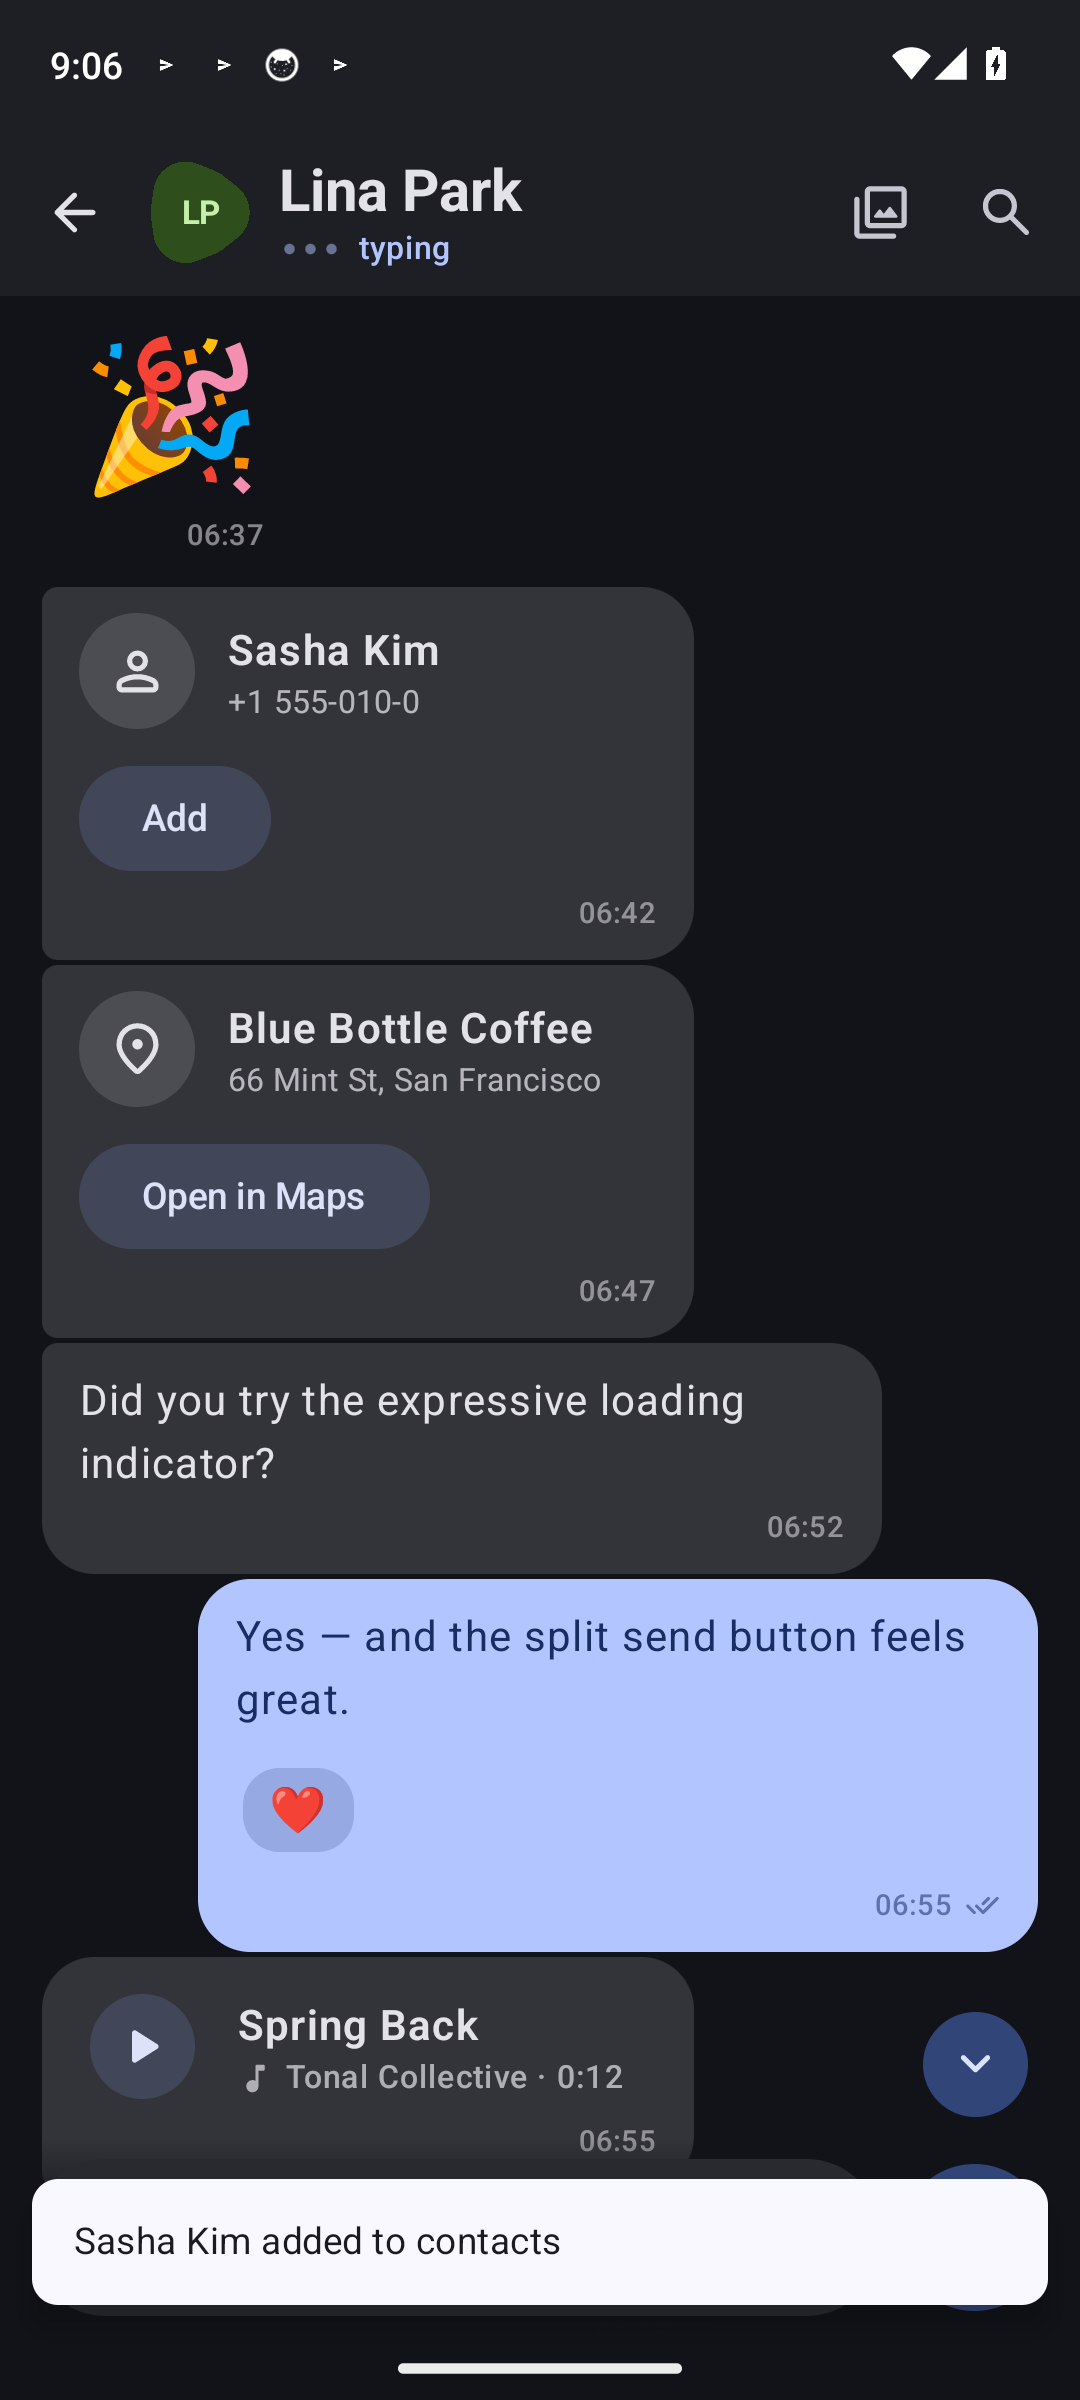 9:06
LP
Lina Park
typing
06:37
Sasha Kim
+1 555-010-0
Add
06:42
Blue Bottle Coffee
66 Mint St, San Francisco
Open in Maps
06:47
Did you try the expressive loading
indicator?
06:52
Yes — and the split send button feels
great.
06:55
Spring Back
Tonal Collective · 0:12
06:55
Sasha Kim added to contacts